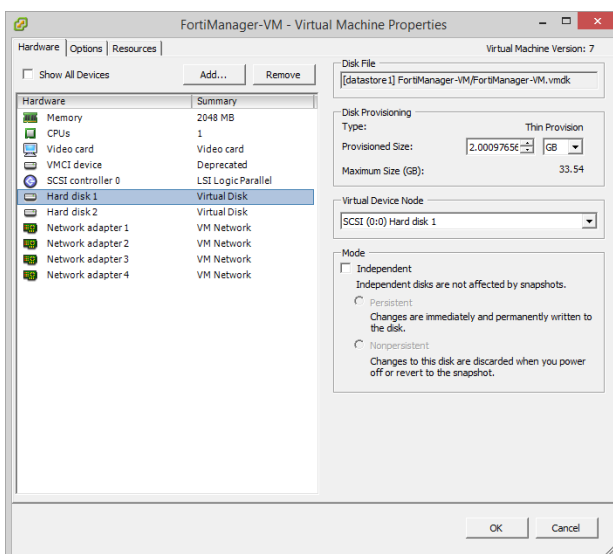 FortiManager-VM - Virtual Machine Properties
Hardware Options Resources
Virtual Machine Version: 7
Show All Devices
Add...
Remove
Hardware Summary
Memory 2048 MB
CPUs 1
Video card Video card
VMCI device Deprecated
SCSI controller 0 LSI Logic Parallel
Hard disk 1 Virtual Disk
Hard disk 2 Virtual Disk
Network adapter 1 VM Network
Network adapter 2 VM Network
Network adapter 3 VM Network
Network adapter 4 VM Network
Disk File
[datastore1] FortiManager-VM/FortiManager-VM.vmdk
Disk Provisioning
Type: Thin Provision
Provisioned Size: 2.00097656 GB
Maximum Size (GB): 33.54
Virtual Device Node
SCSI (0:0) Hard disk 1
Mode
Independent
Independent disks are not affected by snapshots.
Persistent
Changes are immediately and permanently written to
the disk.
Nonpersistent
Changes to this disk are discarded when you power
off or revert to the snapshot.
OK
Cancel